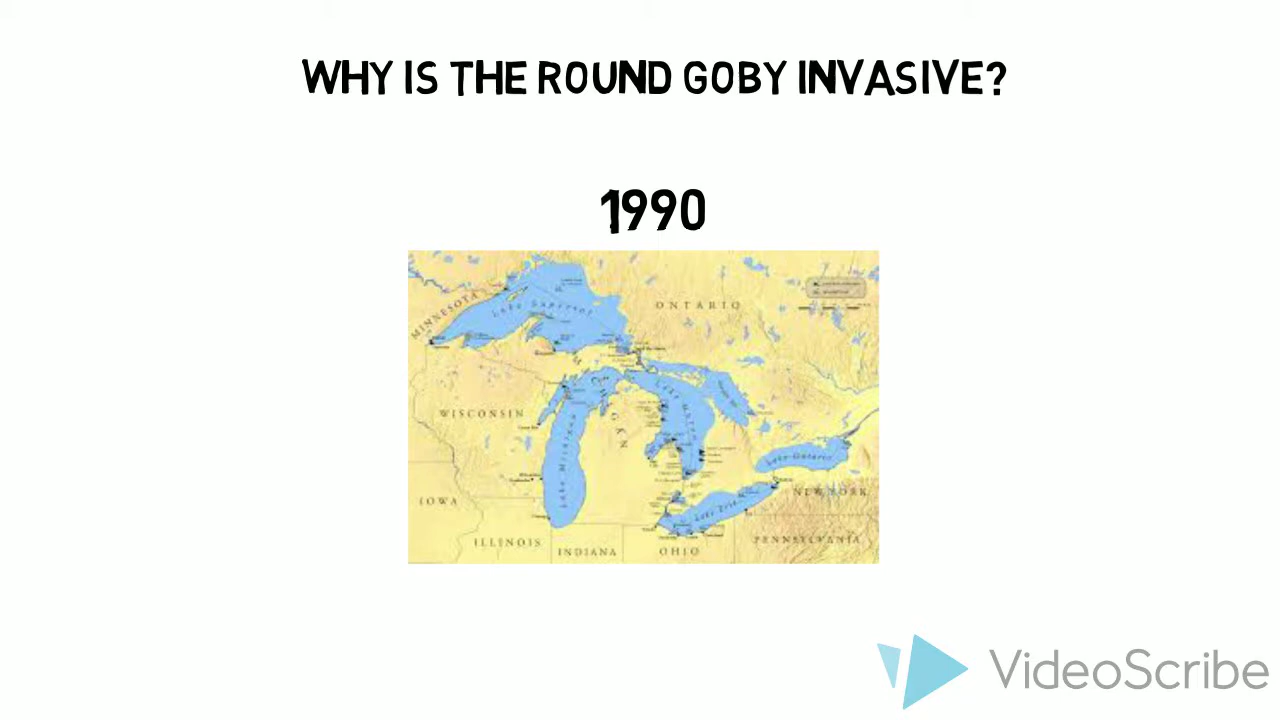 WHY IS THE ROUND GOBY INVASIVE?
1990
MINNESOTA
Lake Superior
ONTARIO
WISCONSIN
Lake Michigan
Lake Huron
Lake Ontario
Lake Erie
NEW YORK
IOWA
ILLINOIS
INDIANA
OHIO
PENNSYLVANIA
VideoScribe